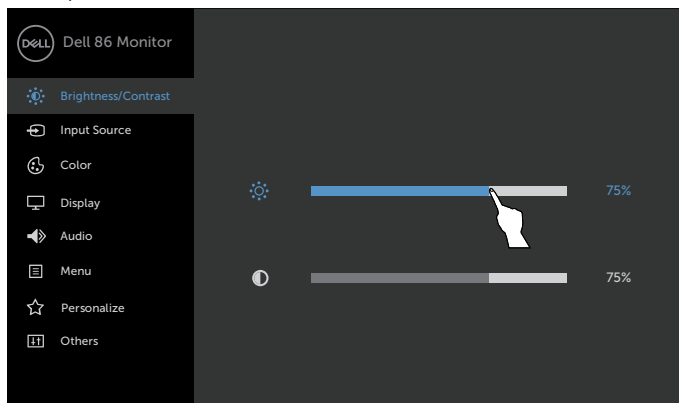 DELL Dell 86 Monitor
Brightness/Contrast
Input Source
Color
Display
Audio
Menu
Personalize
Others
75%
75%